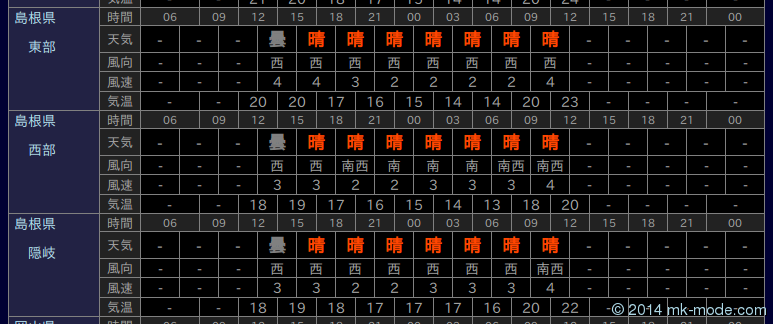 島根県 時間 06 09 12 15 18 21 00 03 06 09 12 15 18 21 00
東部 天気 - - - 曇 晴 晴 晴 晴 晴 晴 晴 - - - - -
風向 - - - 西 西 西 西 西 西 西 西 - - - - -
風速 - - - 4 4 3 2 2 2 2 4 - - - - -
気温 - - 20 20 17 16 15 14 14 20 23 - - - -
島根県 時間 06 09 12 15 18 21 00 03 06 09 12 15 18 21 00
西部 天気 - - - 曇 晴 晴 晴 晴 晴 晴 晴 - - - - -
風向 - - - 西 西 南西 南 南 南 南西 南西 - - - - -
風速 - - - 3 3 2 2 3 3 3 4 - - - - -
気温 - - 18 19 17 16 15 14 13 18 20 - - - -
島根県 時間 06 09 12 15 18 21 00 03 06 09 12 15 18 21 00
隠岐 天気 - - - 曇 晴 晴 晴 晴 晴 晴 晴 - - - - -
風向 - - - 西 西 西 西 西 西 西 南西 - - - - -
風速 - - - 3 3 2 2 3 3 3 4 - - - - -
気温 - - 18 19 18 17 17 17 16 20 22 -
© 2014 mk-mode.com